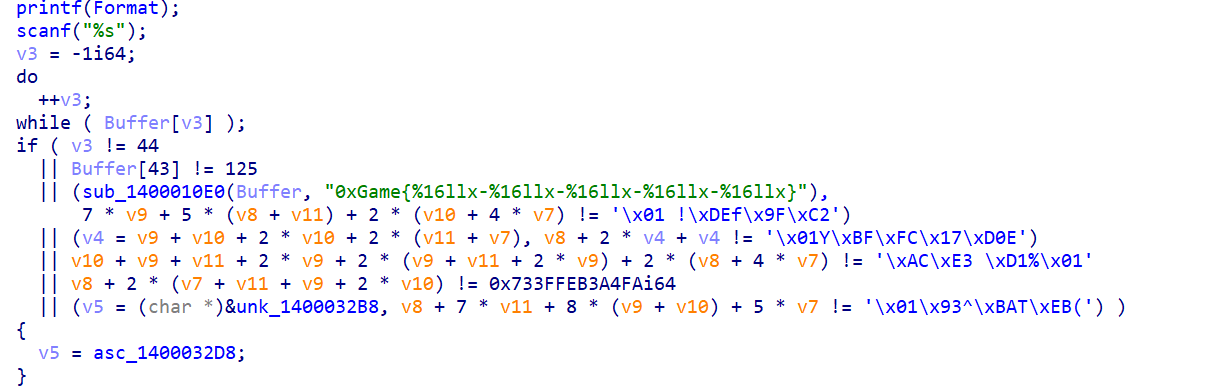 printf(Format);
scanf("%s");
v3 = -1i64;
do
++v3;
while ( Buffer[v3] );
if ( v3 != 44
|| Buffer[43] != 125
|| (sub_1400010E0(Buffer, "0xGame{%16llx-%16llx-%16llx-%16llx-%16llx}"),
7 * v9 + 5 * (v8 + v11) + 2 * (v10 + 4 * v7) != '\x01 !\xDEf\x9F\xC2')
|| (v4 = v9 + v10 + 2 * v10 + 2 * (v11 + v7), v8 + 2 * v4 + v4 != '\x01Y\xBF\xFC\x17\xD0E')
|| v10 + v9 + v11 + 2 * v9 + 2 * (v9 + v11 + 2 * v9) + 2 * (v8 + 4 * v7) != '\xAC\xE3 \xD1%\x01'
|| v8 + 2 * (v7 + v11 + v9 + 2 * v10) != 0x733FFEB3A4FAi64
|| (v5 = (char *)&unk_1400032B8, v8 + 7 * v11 + 8 * (v9 + v10) + 5 * v7 != '\x01\x93^\xBAT\xEB(') )
{
v5 = asc_1400032D8;
}